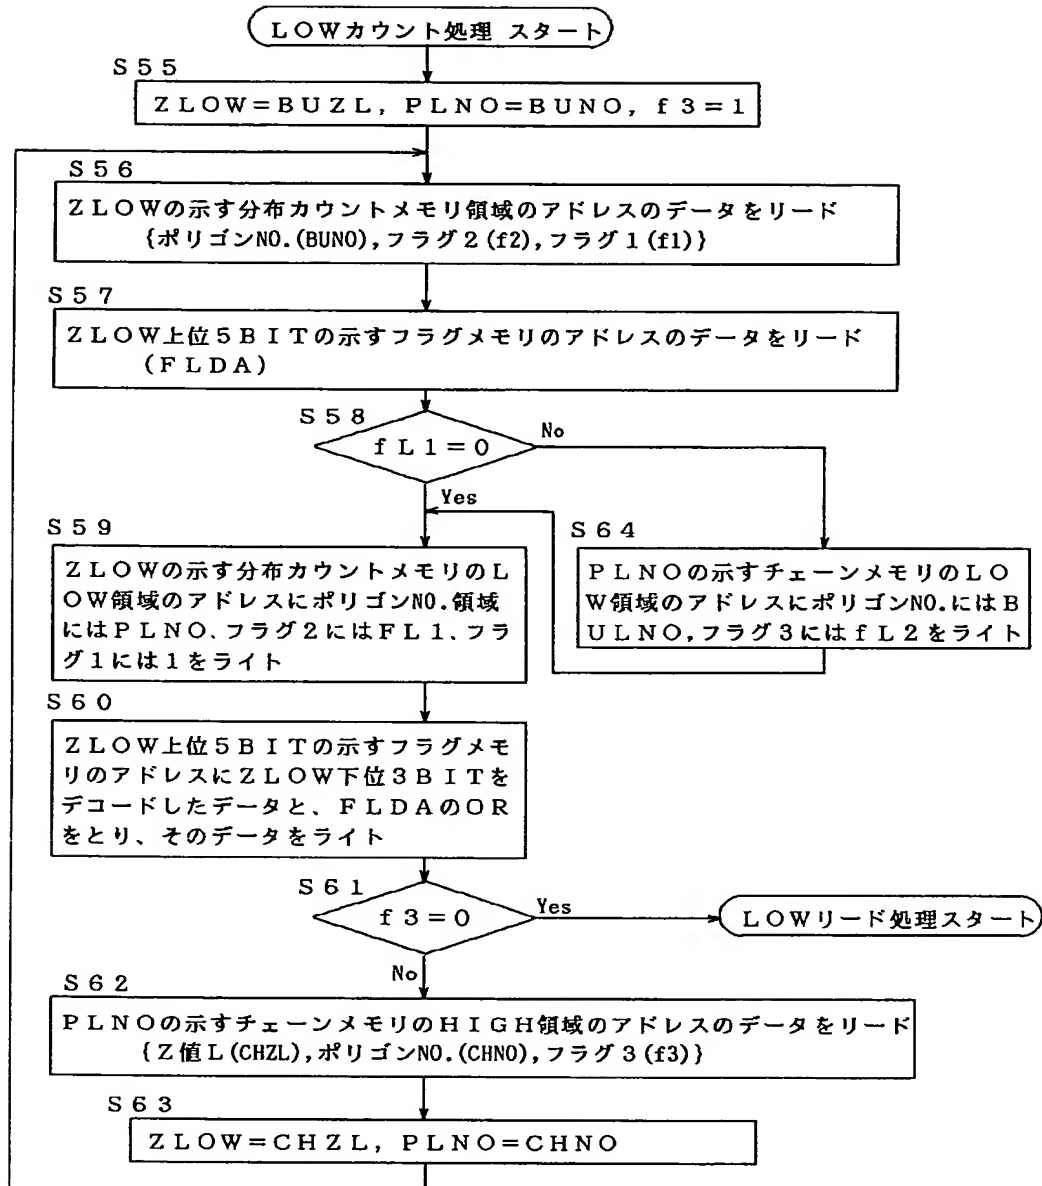 LOWカウント処理 スタート
S55
ZLOW=BUZL, PLNO=BUNO, f3=1
S56
ZLOWの示す分布カウントメモリ領域のアドレスのデータをリード
{ポリゴンNO.(BUNO),フラグ2(f2),フラグ1(f1)}
S57
ZLOW上位5BITの示すフラグメモリのアドレスのデータをリード
(FLDA)
S58
fL1=0
No
Yes
S59
ZLOWの示す分布カウントメモリのL
OW領域のアドレスにポリゴンNO.領域
にはPLNO、フラグ2にはFL1、フラ
グ1には1をライト
S64
PLNOの示すチェーンメモリのLO
W領域のアドレスにポリゴンNO.にはB
ULNO,フラグ3にはfL2をライト
S60
ZLOW上位5BITの示すフラグメモ
リのアドレスにZLOW下位3BITを
デコードしたデータと、FLDAのOR
をとり、そのデータをライト
S61
f3=0
Yes
LOWリード処理スタート
No
S62
PLNOの示すチェーンメモリのHIGH領域のアドレスのデータをリード
{Z値L(CHZL),ポリゴンNO.(CHNO),フラグ3(f3)}
S63
ZLOW=CHZL, PLNO=CHNO